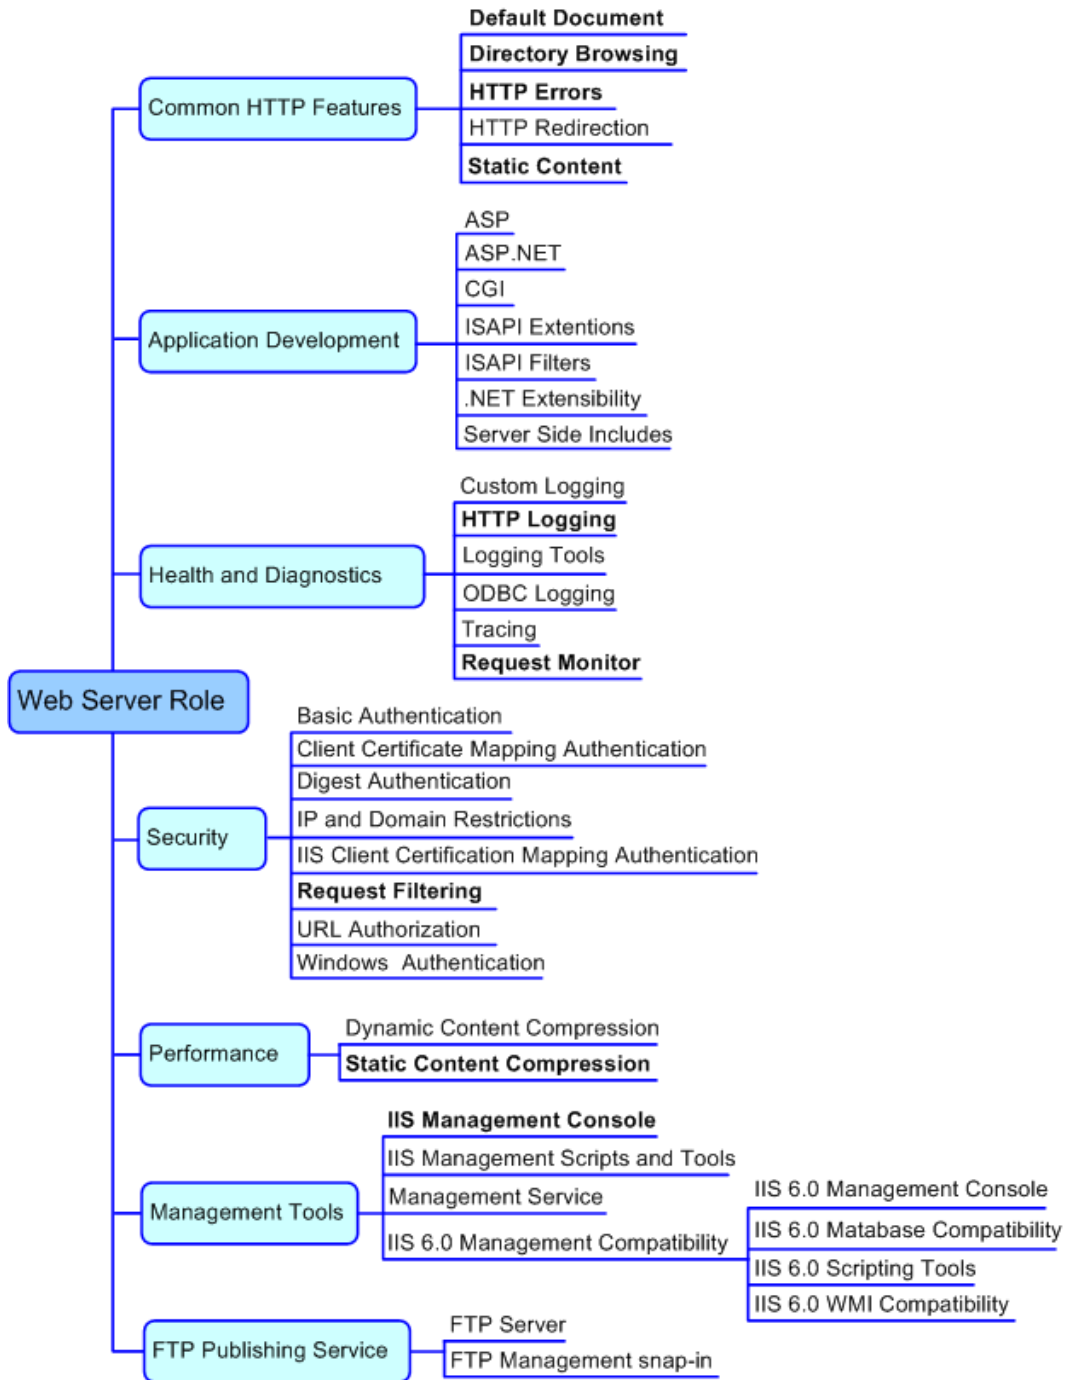 Default Document
Directory Browsing
HTTP Errors
HTTP Redirection
Static Content
Common HTTP Features
ASP
ASP.NET
CGI
ISAPI Extentions
ISAPI Filters
.NET Extensibility
Server Side Includes
Application Development
Custom Logging
HTTP Logging
Logging Tools
ODBC Logging
Tracing
Request Monitor
Health and Diagnostics
Web Server Role
Basic Authentication
Client Certificate Mapping Authentication
Digest Authentication
IP and Domain Restrictions
IIS Client Certification Mapping Authentication
Request Filtering
URL Authorization
Windows Authentication
Security
Dynamic Content Compression
Static Content Compression
Performance
IIS Management Console
IIS Management Scripts and Tools
Management Service
IIS 6.0 Management Compatibility
Management Tools
IIS 6.0 Management Console
IIS 6.0 Matabase Compatibility
IIS 6.0 Scripting Tools
IIS 6.0 WMI Compatibility
FTP Server
FTP Management snap-in
FTP Publishing Service